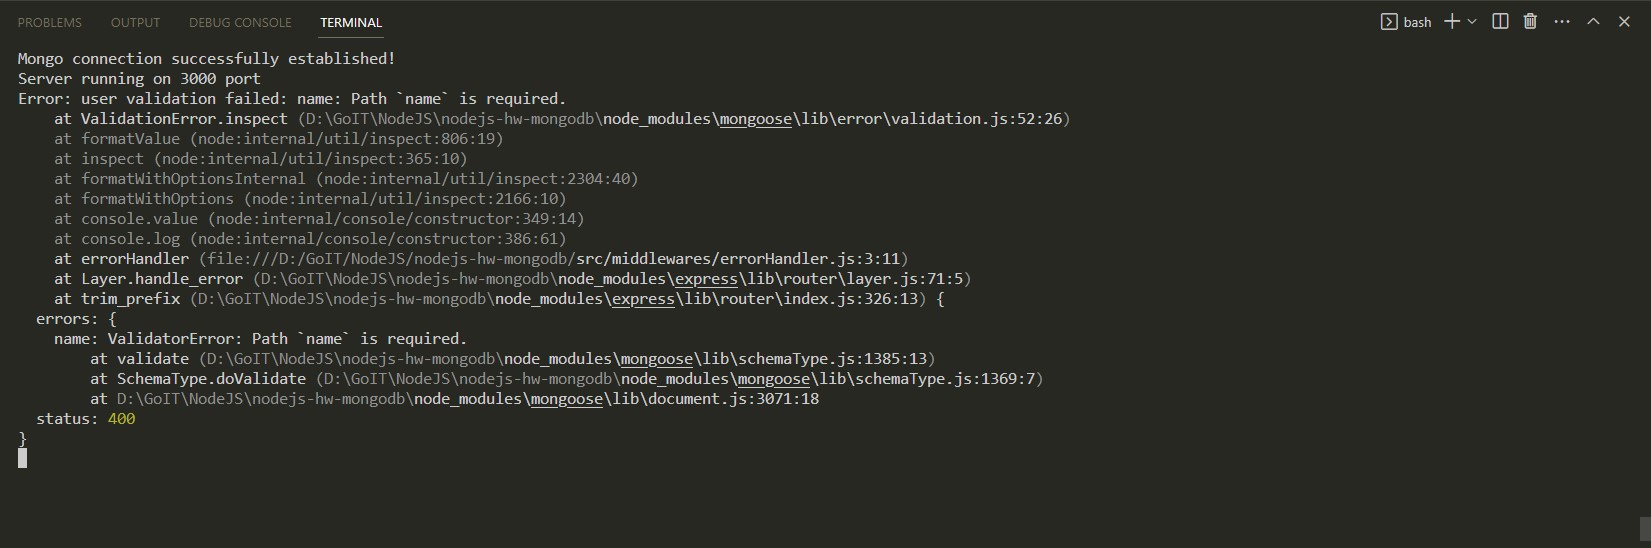 PROBLEMS OUTPUT DEBUG CONSOLE TERMINAL bash
Mongo connection successfully established!
Server running on 3000 port
Error: user validation failed: name: Path `name` is required.
    at ValidationError.inspect (D:\GoIT\NodeJS\nodejs-hw-mongodb\node_modules\mongoose\lib\error\validation.js:52:26)
    at formatValue (node:internal/util/inspect:806:19)
    at inspect (node:internal/util/inspect:365:10)
    at formatWithOptionsInternal (node:internal/util/inspect:2304:40)
    at formatWithOptions (node:internal/util/inspect:2166:10)
    at console.value (node:internal/console/constructor:349:14)
    at console.log (node:internal/console/constructor:386:61)
    at errorHandler (file:///D:/GoIT/NodeJS/nodejs-hw-mongodb/src/middlewares/errorHandler.js:3:11)
    at Layer.handle_error (D:\GoIT\NodeJS\nodejs-hw-mongodb\node_modules\express\lib\router\layer.js:71:5)
    at trim_prefix (D:\GoIT\NodeJS\nodejs-hw-mongodb\node_modules\express\lib\router\index.js:326:13) {
  errors: {
    name: ValidatorError: Path `name` is required.
        at validate (D:\GoIT\NodeJS\nodejs-hw-mongodb\node_modules\mongoose\lib\schemaType.js:1385:13)
        at SchemaType.doValidate (D:\GoIT\NodeJS\nodejs-hw-mongodb\node_modules\mongoose\lib\schemaType.js:1369:7)
        at D:\GoIT\NodeJS\nodejs-hw-mongodb\node_modules\mongoose\lib\document.js:3071:18
  status: 400
}